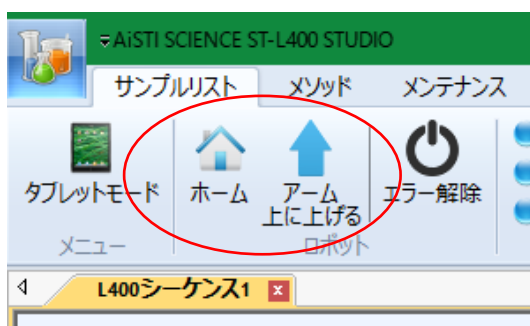 AiSTI SCIENCE ST-L400 STUDIO
サンプルリスト メソッド メンテナンス
タブレットモード ホーム アーム 上に上げる エラー解除
メニュー ロボット
L400シーケンス1